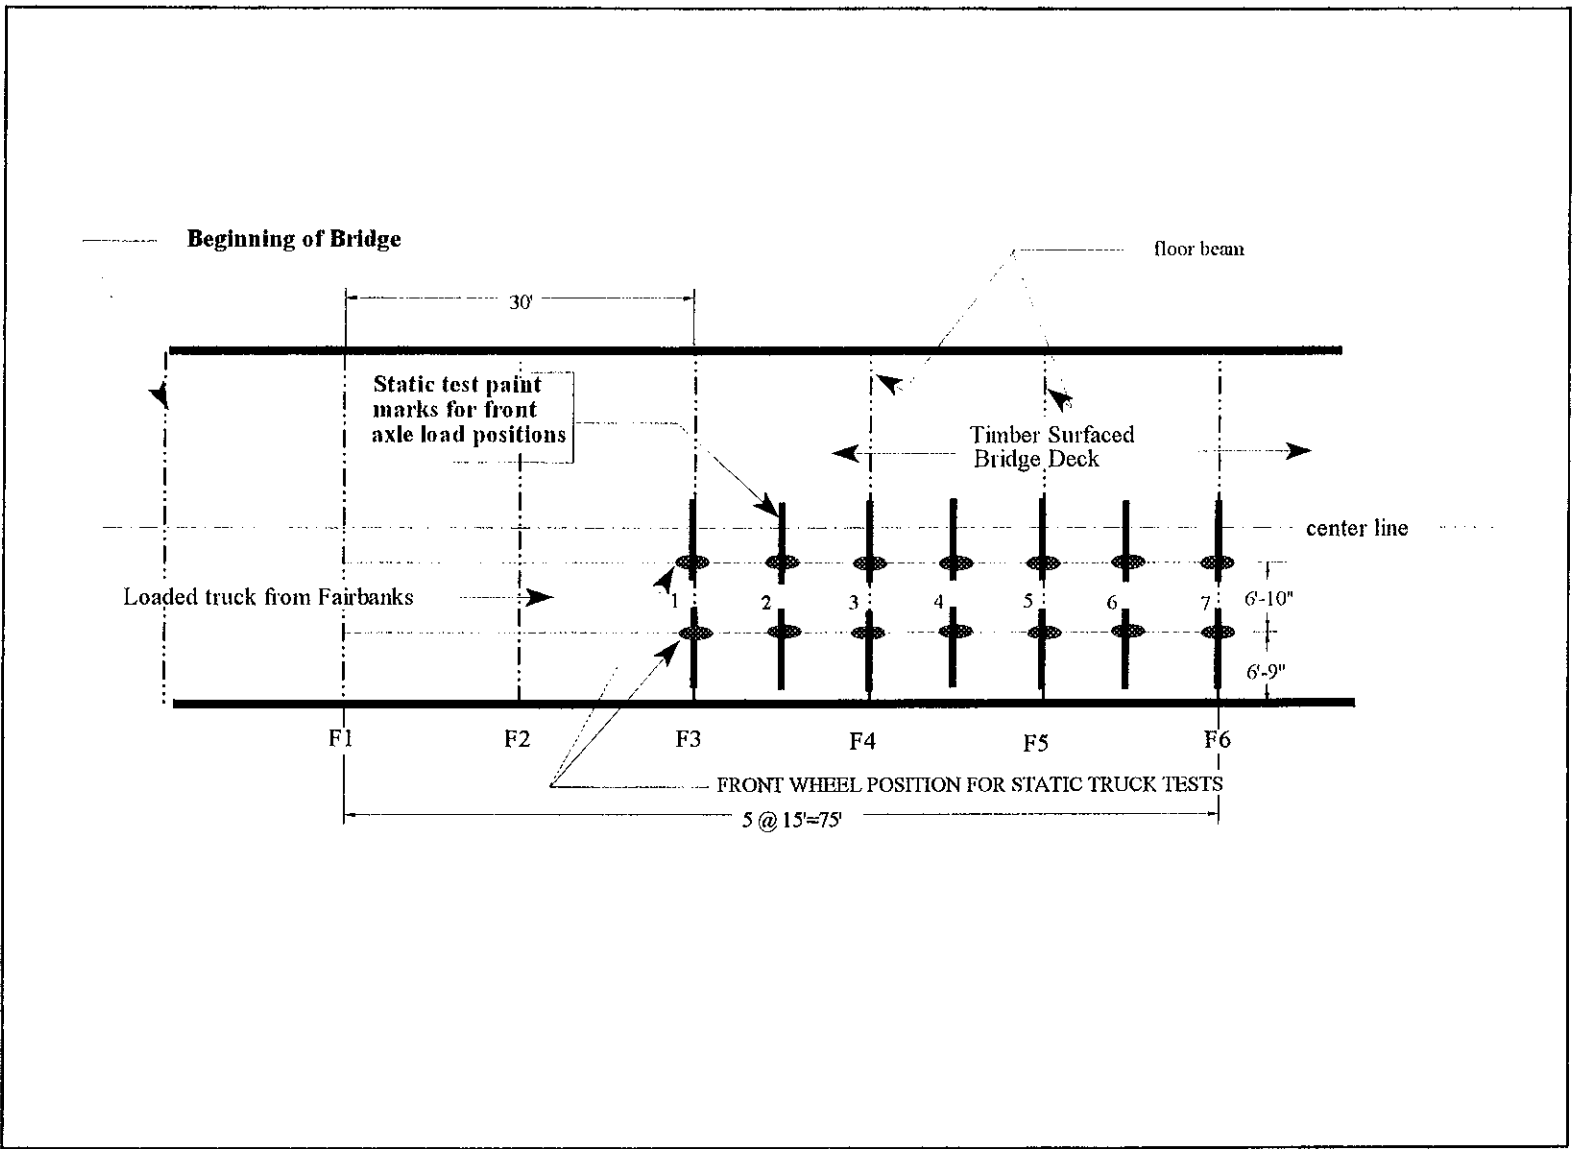 Beginning of Bridge
floor beam
30'
Static test paint
marks for front
axle load positions
Timber Surfaced
Bridge Deck
center line
Loaded truck from Fairbanks
1 2 3 4 5 6 7 6'-10"
6'-9"
F1 F2 F3 F4 F5 F6
FRONT WHEEL POSITION FOR STATIC TRUCK TESTS
5 @ 15'=75'